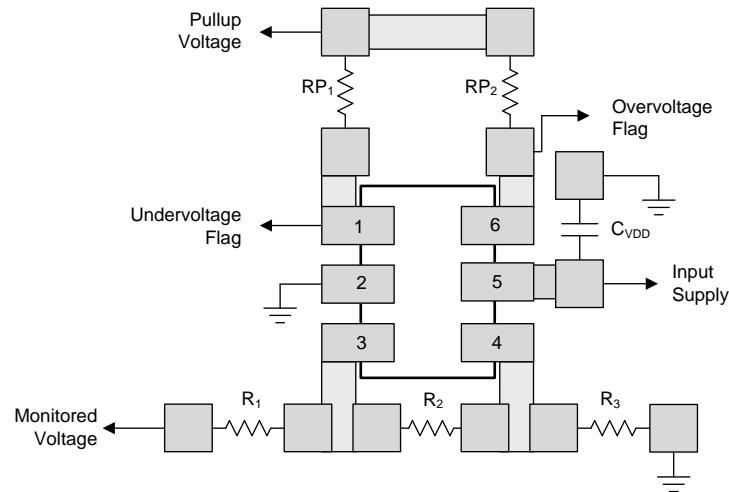 Pullup
Voltage
RP1
RP2
Overvoltage
Flag
Undervoltage
Flag
1
6
CVDD
2
5
Input
Supply
3
4
Monitored
Voltage
R1
R2
R3